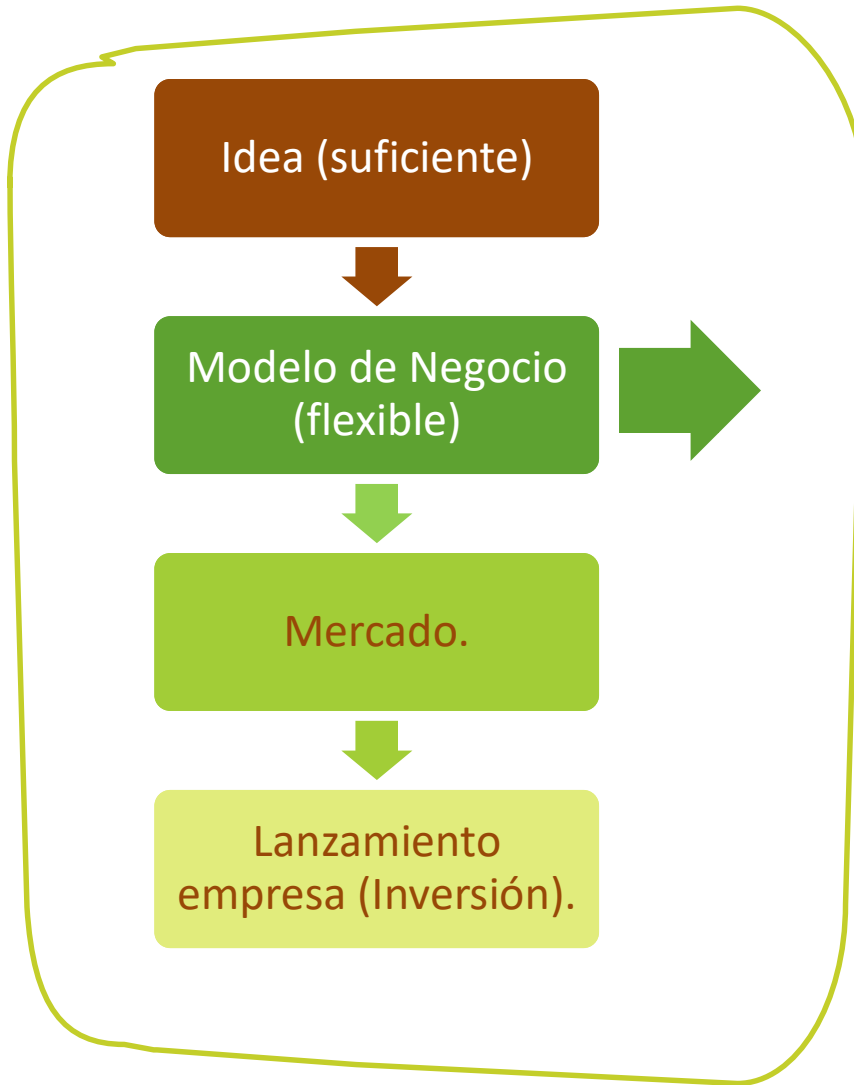 Idea (suficiente)
Modelo de Negocio
(flexible)
Mercado.
Lanzamiento
empresa (Inversión).